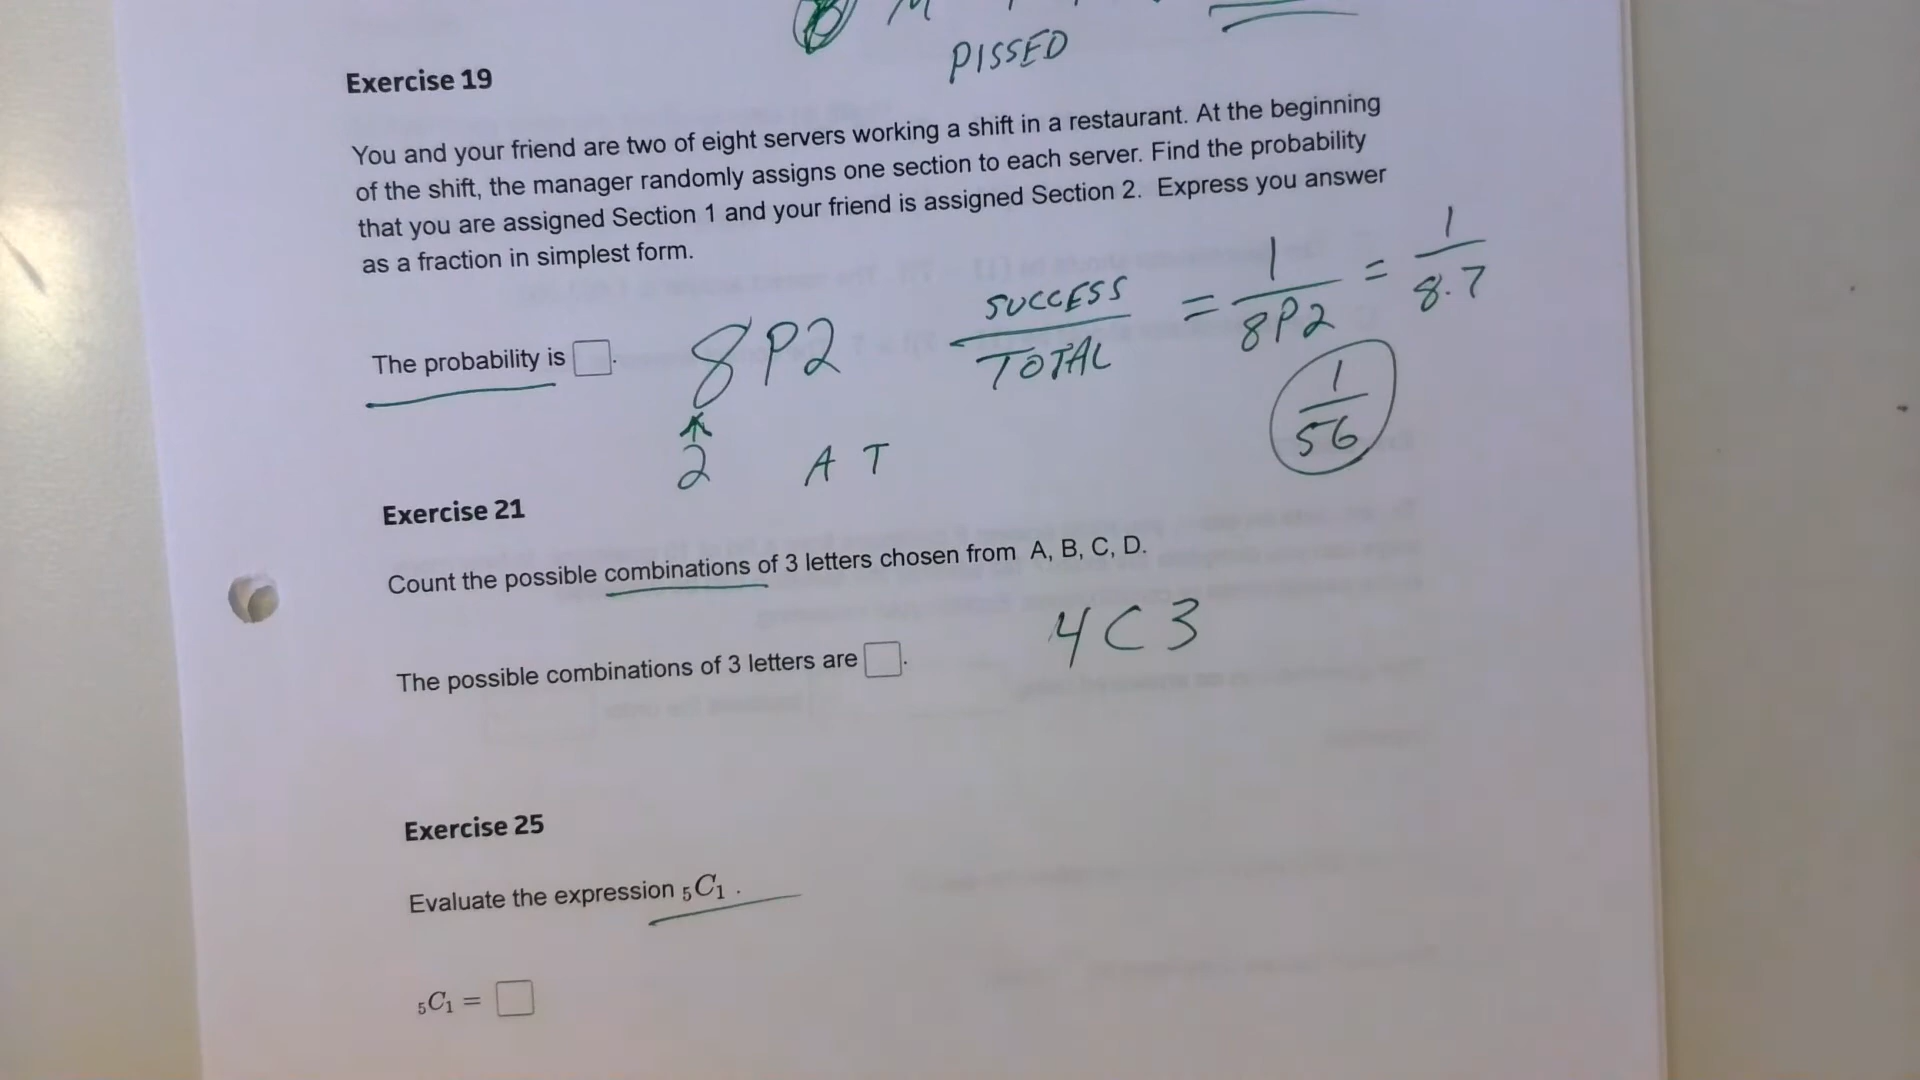 PISSED
Exercise 19
You and your friend are two of eight servers working a shift in a restaurant. At the beginning
of the shift, the manager randomly assigns one section to each server. Find the probability
that you are assigned Section 1 and your friend is assigned Section 2. Express you answer
as a fraction in simplest form.
The probability is □.
8P2
SUCCESS / TOTAL = 1 / 8P2 = 1 / 8·7
1 / 56
2 A T
Exercise 21
Count the possible combinations of 3 letters chosen from A, B, C, D.
4C3
The possible combinations of 3 letters are □.
Exercise 25
Evaluate the expression ₅C₁ .
₅C₁ = □